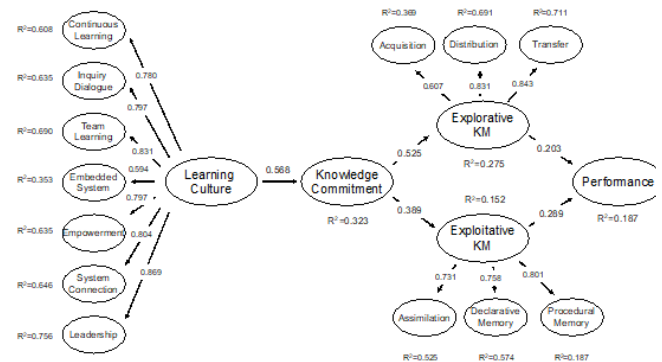 R²=0.369
R²=0.691
R²=0.711
R²=0.608
Continuous
Learning
Acquisition
Distribution
Transfer
R²=0.635
Inquiry
Dialogue
0.780
0.607
0.831
0.843
0.797
R²=0.690
Team
Learning
Explorative
KM
0.831
0.525
R²=0.275
0.203
R²=0.353
Embedded
System
0.594
Learning
Culture
0.568
Knowledge
Commitment
Performance
0.797
R²=0.323
0.389
R²=0.152
0.289
R²=0.187
R²=0.635
Empowerment
0.804
Exploitative
KM
R²=0.646
System
Connection
0.869
0.731
0.758
0.801
R²=0.756
Leadership
Assimilation
Declarative
Memory
Procedural
Memory
R²=0.525
R²=0.574
R²=0.187